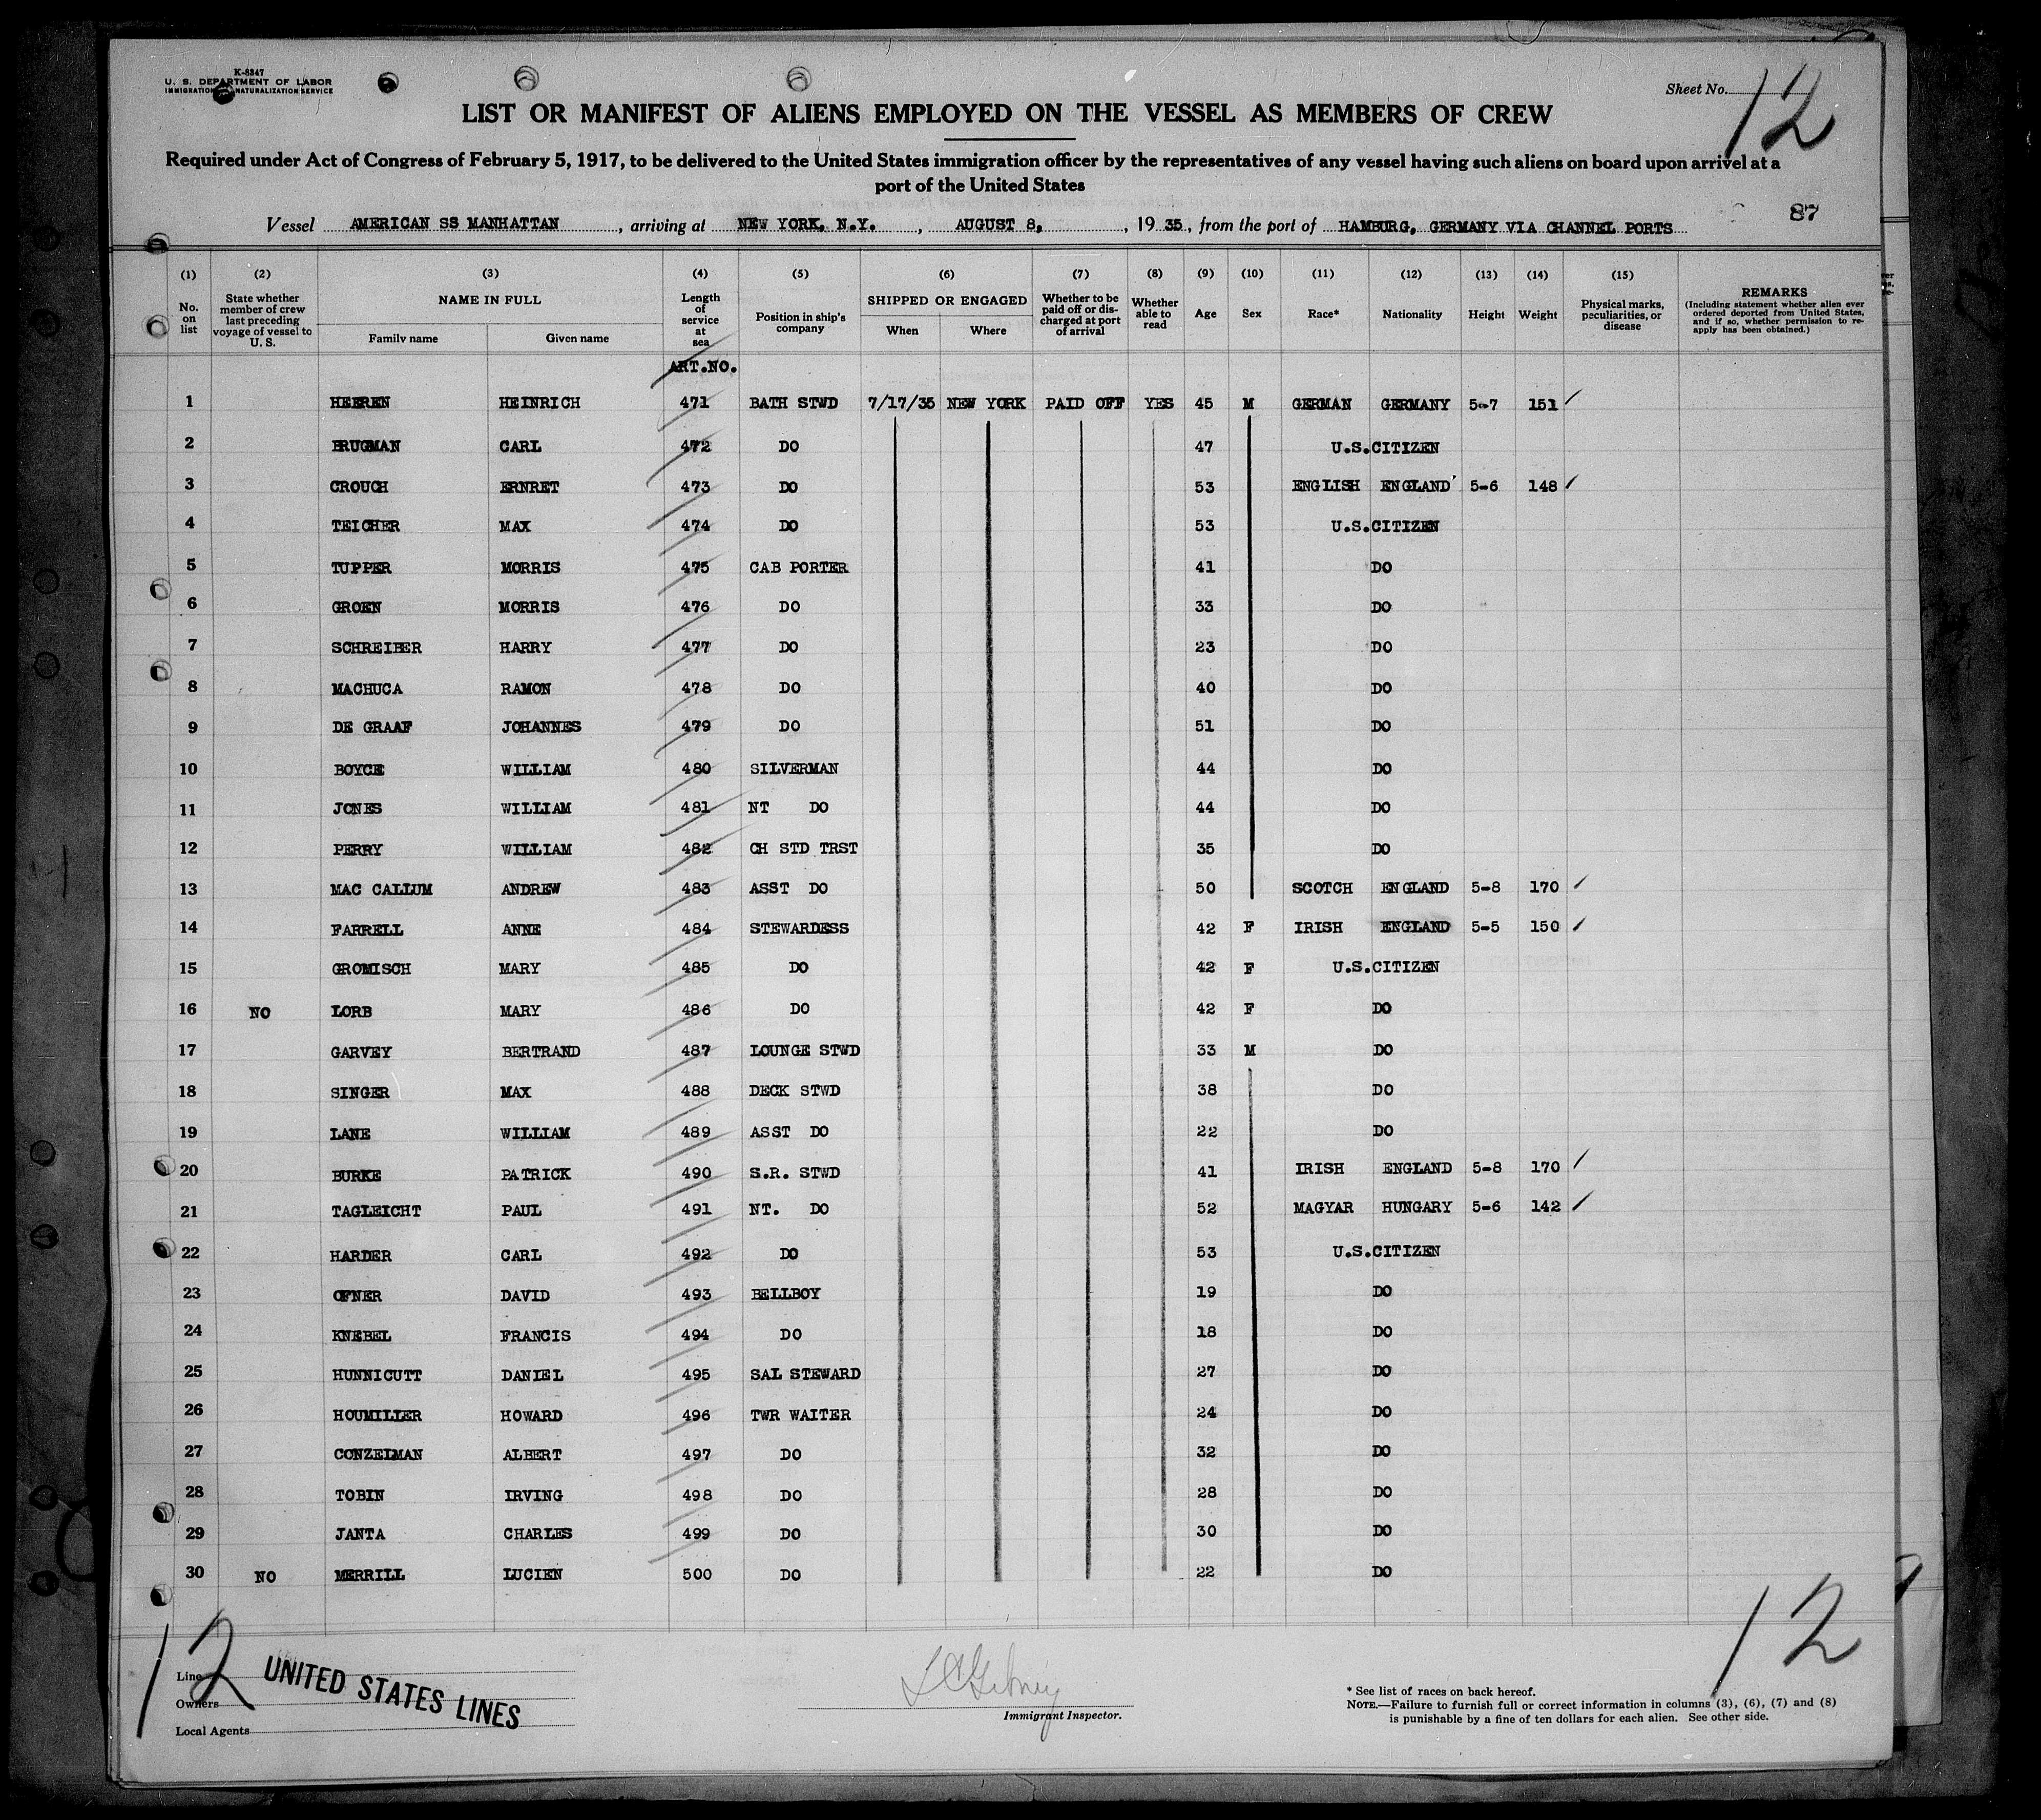 K-8347
U. S. DEPARTMENT OF LABOR
IMMIGRATION NATURALIZATION SERVICE
Sheet No. 12
LIST OR MANIFEST OF ALIENS EMPLOYED ON THE VESSEL AS MEMBERS OF CREW
Required under Act of Congress of February 5, 1917, to be delivered to the United States immigration officer by the representatives of any vessel having such aliens on board upon arrival at a
port of the United States
87
Vessel AMERICAN SS MANHATTAN, arriving at NEW YORK, N.Y., AUGUST 8, 1935, from the port of HAMBURG, GERMANY VIA CHANNEL PORTS
(1) (2) (3) (4) (5) (6) (7) (8) (9) (10) (11) (12) (13) (14) (15)
No. on list State whether member of crew last preceding voyage of vessel to U. S. NAME IN FULL Family name Given name Length of service at sea Position in ship's company SHIPPED OR ENGAGED When Where Whether to be paid off or discharged at port of arrival Whether able to read Age Sex Race* Nationality Height Weight Physical marks, peculiarities, or disease REMARKS (Including statement whether alien ever ordered deported from United States, and if so, whether permission to re-apply has been obtained.)
ART.NO.
1 HEEREN HEINRICH 471 BATH STWD 7/17/35 NEW YORK PAID OFF YES 45 M GERMAN GERMANY 5-7 151 ✓
2 BRUGMAN CARL 472 DO 47 U.S.CITIZEN
3 CROUCH ERNRET 473 DO 53 ENGLISH ENGLAND 5-6 148 ✓
4 TEICHER MAX 474 DO 53 U.S.CITIZEN
5 TUPPER MORRIS 475 CAB PORTER 41 DO
6 GROEN MORRIS 476 DO 33 DO
7 SCHREIBER HARRY 477 DO 23 DO
8 MACHUCA RAMON 478 DO 40 DO
9 DE GRAAF JOHANNES 479 DO 51 DO
10 BOYCE WILLIAM 480 SILVERMAN 44 DO
11 JONES WILLIAM 481 NT DO 44 DO
12 PERRY WILLIAM 482 CH STD TRST 35 DO
13 MAC CALLUM ANDREW 483 ASST DO 50 SCOTCH ENGLAND 5-8 170 ✓
14 FARRELL ANNE 484 STEWARDESS 42 F IRISH ENGLAND 5-5 150 ✓
15 GROMISCH MARY 485 DO 42 F U.S.CITIZEN
16 NO LORB MARY 486 DO 42 F DO
17 GARVEY BERTRAND 487 LOUNGE STWD 33 M DO
18 SINGER MAX 488 DECK STWD 38 DO
19 LANE WILLIAM 489 ASST DO 22 DO
20 BURKE PATRICK 490 S.R. STWD 41 IRISH ENGLAND 5-8 170 ✓
21 TAGLEICHT PAUL 491 NT. DO 52 MAGYAR HUNGARY 5-6 142 ✓
22 HARDER CARL 492 DO 53 U.S.CITIZEN
23 OFNER DAVID 493 BELLBOY 19 DO
24 KNEBEL FRANCIS 494 DO 18 DO
25 HUNNICUTT DANIEL 495 SAL STEWARD 27 DO
26 HOUMILLER HOWARD 496 TWR WAITER 24 DO
27 CONZELMAN ALBERT 497 DO 32 DO
28 TOBIN IRVING 498 DO 28 DO
29 JANTA CHARLES 499 DO 30 DO
30 NO MERRILL LUCIEN 500 DO 22 DO
12
12
Line
Owners
Local Agents
UNITED STATES LINES
Immigrant Inspector.
* See list of races on back hereof.
NOTE.—Failure to furnish full or correct information in columns (3), (6), (7) and (8)
is punishable by a fine of ten dollars for each alien. See other side.